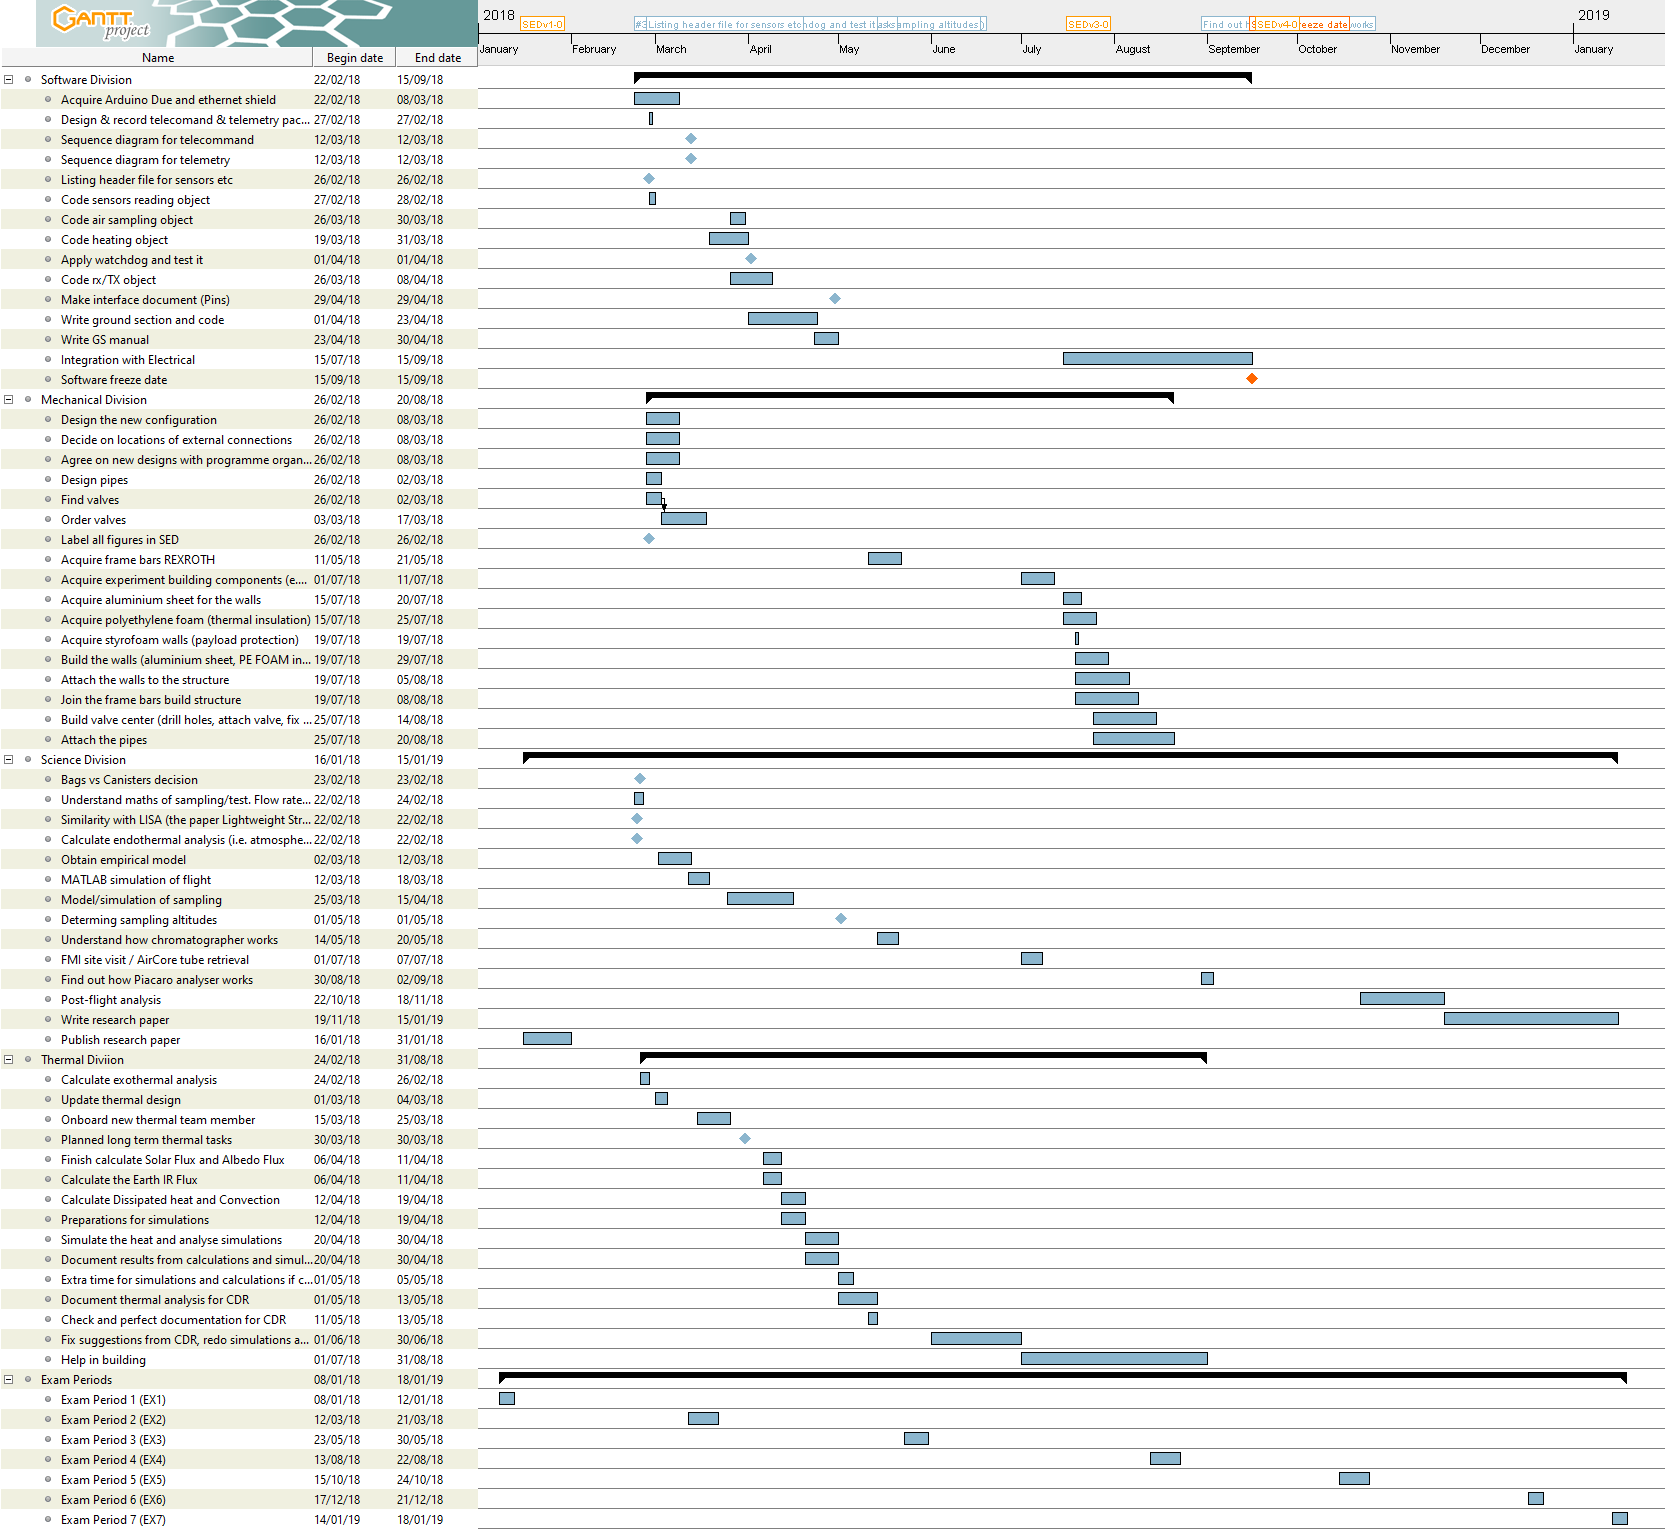 GANTT
project
2018
2019
SEDv1-0
#3
Listing header file for sensors etc
hdog and test it
asks
ampling altitudes
SEDv3-0
Find out h
SEDv4-0
reeze date
works
January February March April May June July August September October November December January
Name Begin date End date
Software Division 22/02/18 15/09/18
Acquire Arduino Due and ethernet shield 22/02/18 08/03/18
Design & record telecomand & telemetry pac... 27/02/18 27/02/18
Sequence diagram for telecommand 12/03/18 12/03/18
Sequence diagram for telemetry 12/03/18 12/03/18
Listing header file for sensors etc 26/02/18 26/02/18
Code sensors reading object 27/02/18 28/02/18
Code air sampling object 26/03/18 30/03/18
Code heating object 19/03/18 31/03/18
Apply watchdog and test it 01/04/18 01/04/18
Code rx/TX object 26/03/18 08/04/18
Make interface document (Pins) 29/04/18 29/04/18
Write ground section and code 01/04/18 23/04/18
Write GS manual 23/04/18 30/04/18
Integration with Electrical 15/07/18 15/09/18
Software freeze date 15/09/18 15/09/18
Mechanical Division 26/02/18 20/08/18
Design the new configuration 26/02/18 08/03/18
Decide on locations of external connections 26/02/18 08/03/18
Agree on new designs with programme organ... 26/02/18 08/03/18
Design pipes 26/02/18 02/03/18
Find valves 26/02/18 02/03/18
Order valves 03/03/18 17/03/18
Label all figures in SED 26/02/18 26/02/18
Acquire frame bars REXROTH 11/05/18 21/05/18
Acquire experiment building components (e.... 01/07/18 11/07/18
Acquire aluminium sheet for the walls 15/07/18 20/07/18
Acquire polyethylene foam (thermal insulation) 15/07/18 25/07/18
Acquire styrofoam walls (payload protection) 19/07/18 19/07/18
Build the walls (aluminium sheet, PE FOAM in... 19/07/18 29/07/18
Attach the walls to the structure 19/07/18 05/08/18
Join the frame bars build structure 19/07/18 08/08/18
Build valve center (drill holes, attach valve, fix ... 25/07/18 14/08/18
Attach the pipes 25/07/18 20/08/18
Science Division 16/01/18 15/01/19
Bags vs Canisters decision 23/02/18 23/02/18
Understand maths of sampling/test. Flow rate... 22/02/18 24/02/18
Similarity with LISA (the paper Lightweight Str... 22/02/18 22/02/18
Calculate endothermal analysis (i.e. atmosphe... 22/02/18 22/02/18
Obtain empirical model 02/03/18 12/03/18
MATLAB simulation of flight 12/03/18 18/03/18
Model/simulation of sampling 25/03/18 15/04/18
Determing sampling altitudes 01/05/18 01/05/18
Understand how chromatographer works 14/05/18 20/05/18
FMI site visit / AirCore tube retrieval 01/07/18 07/07/18
Find out how Piacaro analyser works 30/08/18 02/09/18
Post-flight analysis 22/10/18 18/11/18
Write research paper 19/11/18 15/01/19
Publish research paper 16/01/18 31/01/18
Thermal Diviion 24/02/18 31/08/18
Calculate exothermal analysis 24/02/18 26/02/18
Update thermal design 01/03/18 04/03/18
Onboard new thermal team member 15/03/18 25/03/18
Planned long term thermal tasks 30/03/18 30/03/18
Finish calculate Solar Flux and Albedo Flux 06/04/18 11/04/18
Calculate the Earth IR Flux 06/04/18 11/04/18
Calculate Dissipated heat and Convection 12/04/18 19/04/18
Preparations for simulations 12/04/18 19/04/18
Simulate the heat and analyse simulations 20/04/18 30/04/18
Document results from calculations and simul... 20/04/18 30/04/18
Extra time for simulations and calculations if c... 01/05/18 05/05/18
Document thermal analysis for CDR 01/05/18 13/05/18
Check and perfect documentation for CDR 11/05/18 13/05/18
Fix suggestions from CDR, redo simulations a... 01/06/18 30/06/18
Help in building 01/07/18 31/08/18
Exam Periods 08/01/18 18/01/19
Exam Period 1 (EX1) 08/01/18 12/01/18
Exam Period 2 (EX2) 12/03/18 21/03/18
Exam Period 3 (EX3) 23/05/18 30/05/18
Exam Period 4 (EX4) 13/08/18 22/08/18
Exam Period 5 (EX5) 15/10/18 24/10/18
Exam Period 6 (EX6) 17/12/18 21/12/18
Exam Period 7 (EX7) 14/01/19 18/01/19